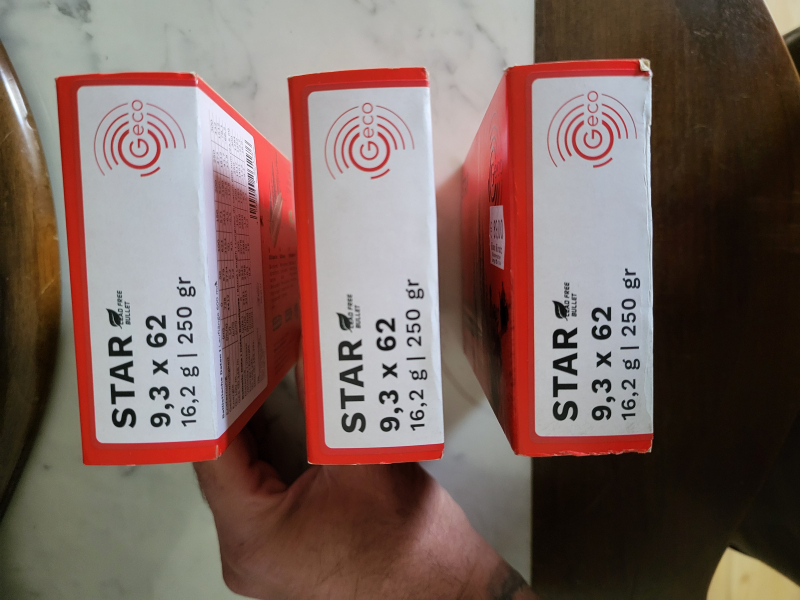 Geco
STAR
LEAD FREE
BULLET
9,3 x 62
16,2 g | 250 gr
Geco
STAR
LEAD FREE
BULLET
9,3 x 62
16,2 g | 250 gr
Geco
STAR
LEAD FREE
BULLET
9,3 x 62
16,2 g | 250 gr